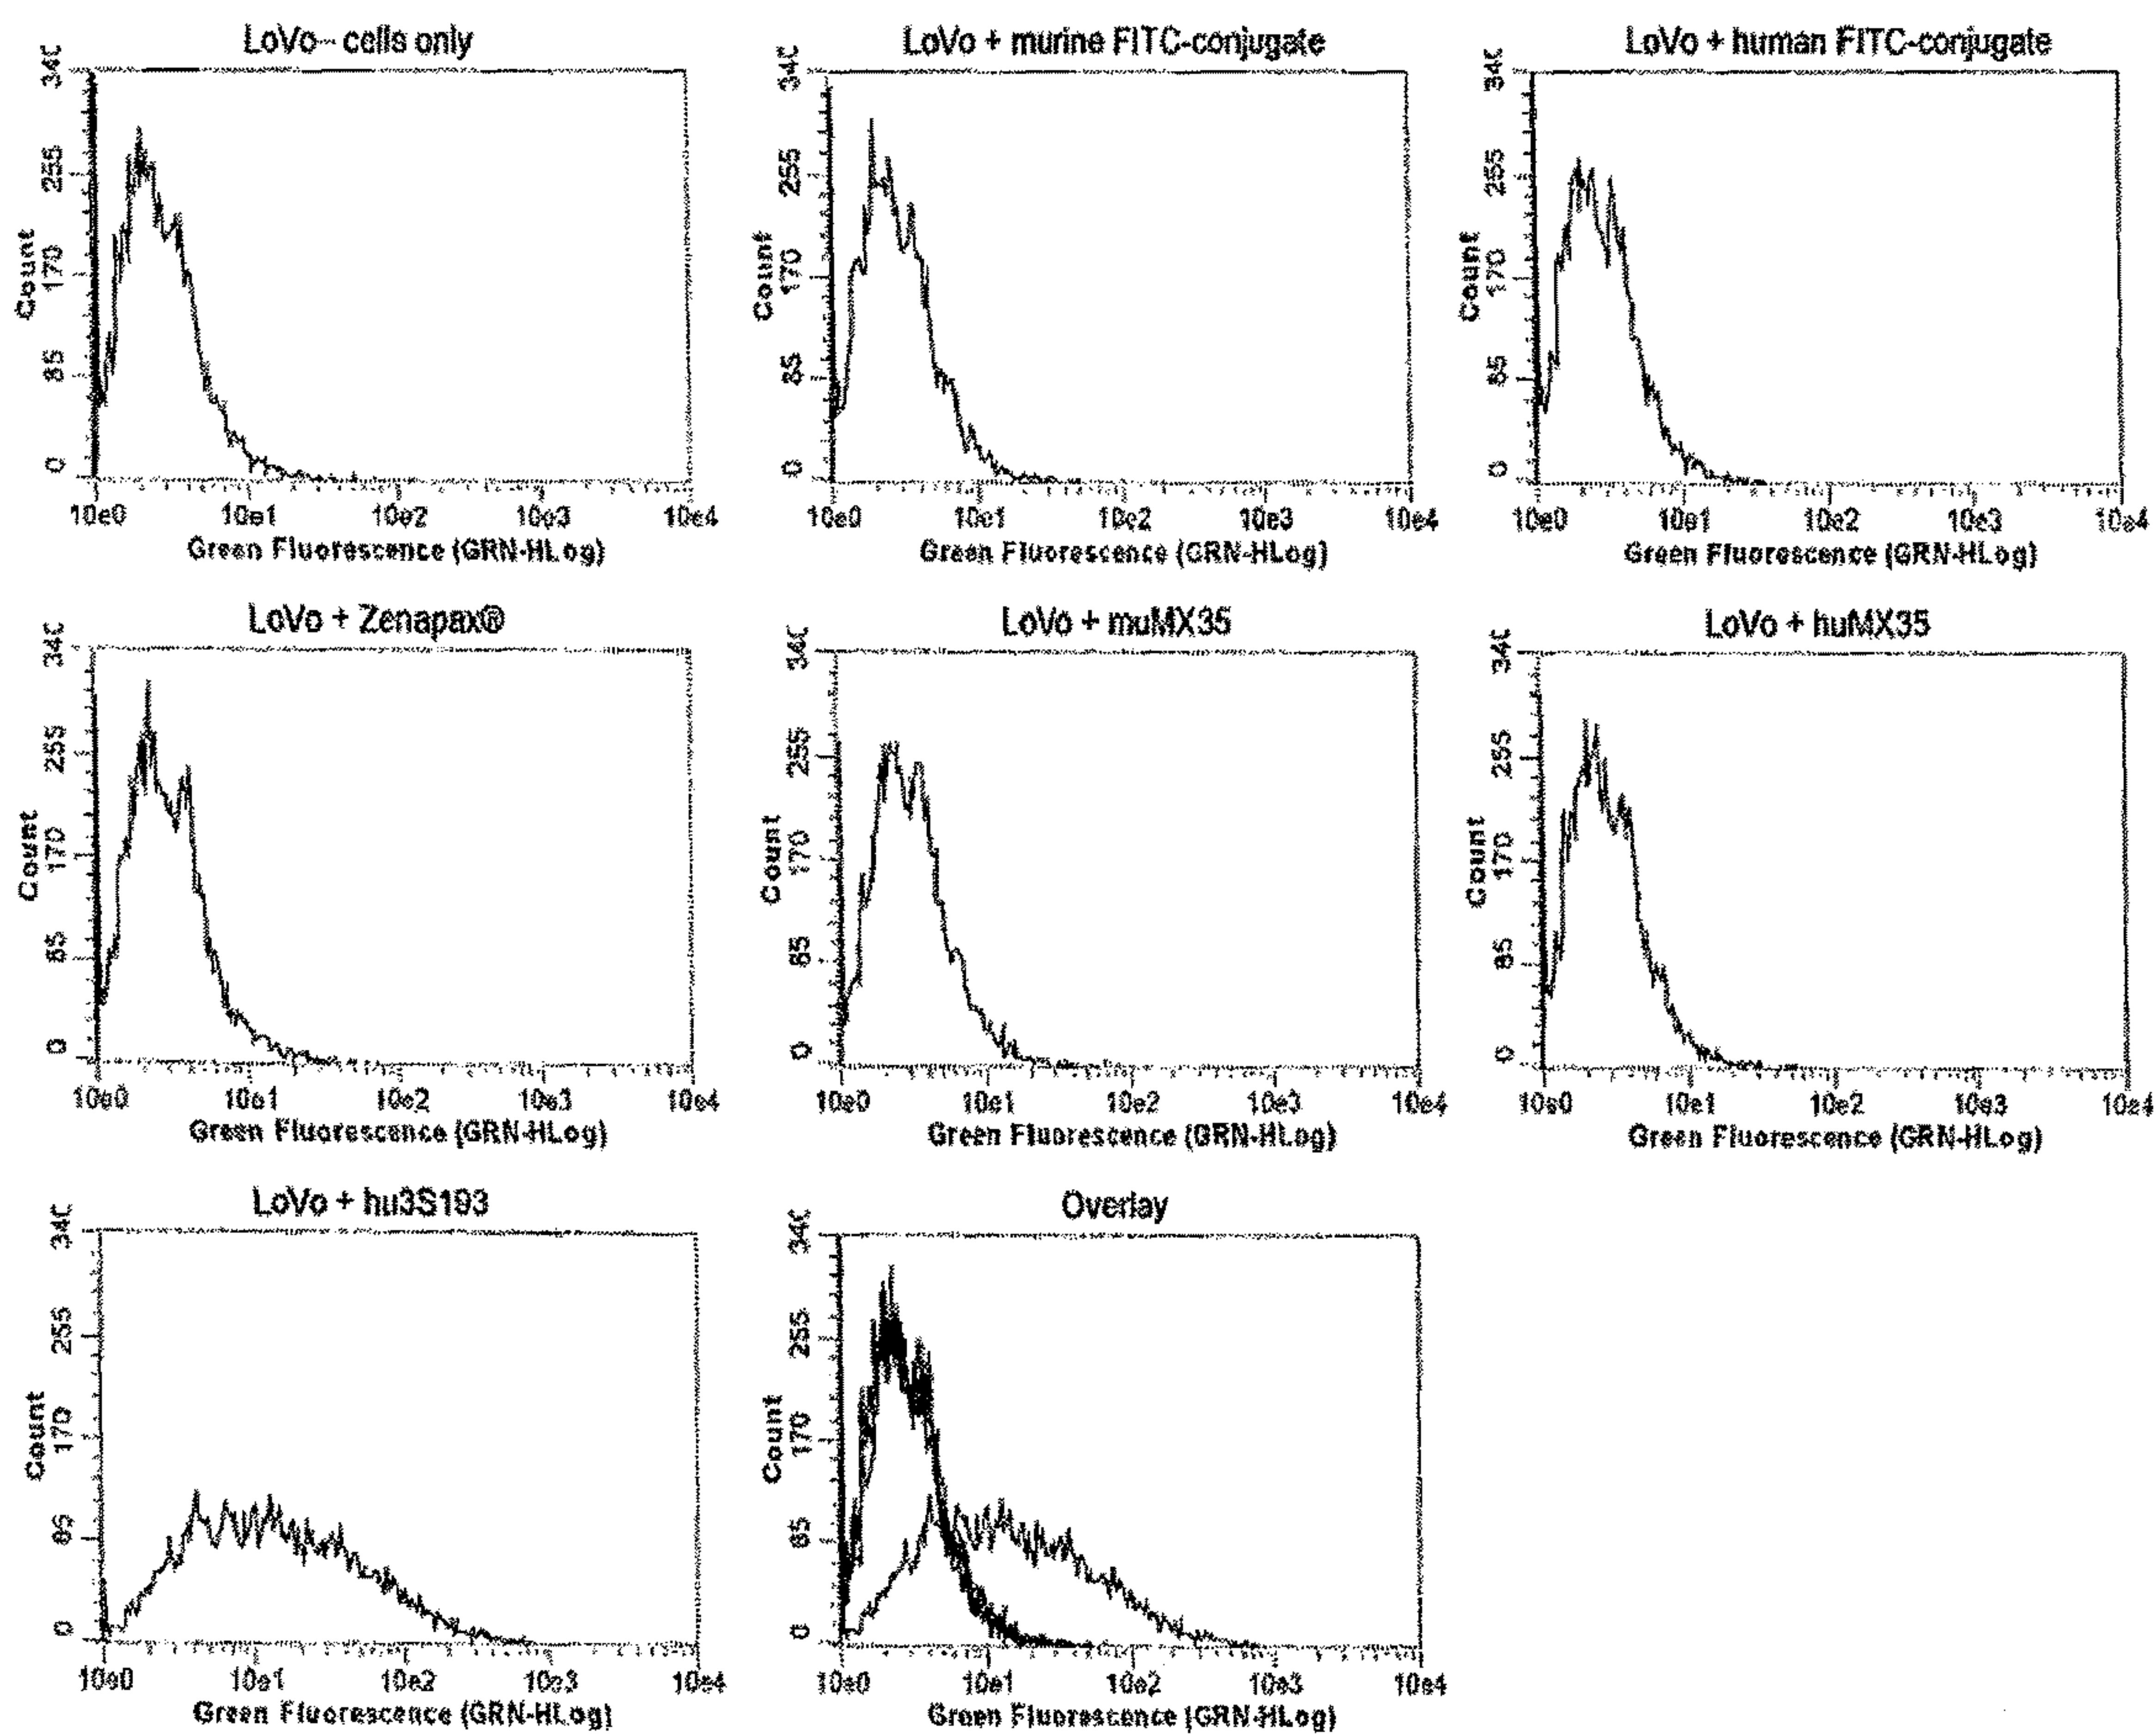 LoVo-- cells only
340
255
170
85
0
Count
10e0 10e1 10e2 10e3 10e4
Green Fluorescence (GRN-HLog)
LoVo + murine FITC-conjugate
340
255
170
85
0
Count
10e0 10e1 10e2 10e3 10e4
Green Fluorescence (GRN-HLog)
LoVo + human FITC-conjugate
340
255
170
85
0
Count
10e0 10e1 10e2 10e3 10e4
Green Fluorescence (GRN-HLog)
LoVo + Zenapax®
340
255
170
85
0
Count
10e0 10e1 10e2 10e3 10e4
Green Fluorescence (GRN-HLog)
LoVo + muMX35
340
255
170
85
0
Count
10e0 10e1 10e2 10e3 10e4
Green Fluorescence (GRN-HLog)
LoVo + huMX35
340
255
170
85
0
Count
10e0 10e1 10e2 10e3 10e4
Green Fluorescence (GRN-HLog)
LoVo + hu3S193
340
255
170
85
0
Count
10e0 10e1 10e2 10e3 10e4
Green Fluorescence (GRN-HLog)
Overlay
340
255
170
85
0
Count
10e0 10e1 10e2 10e3 10e4
Green Fluorescence (GRN-HLog)